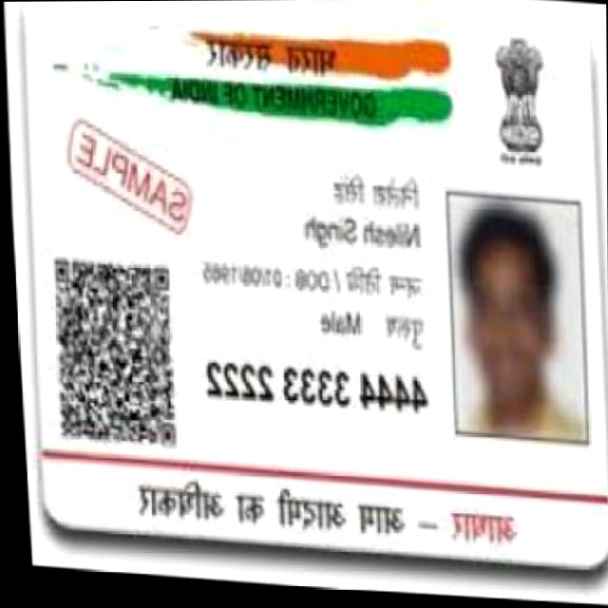 भारत सरकार
GOVERNMENT OF INDIA
SAMPLE
सिंह
Nilesh Singh
जन्म तिथि / DOB : 01/08/1985
पुरुष Male
4444 3333 2222
आधार – आम आदमी का अधिकार